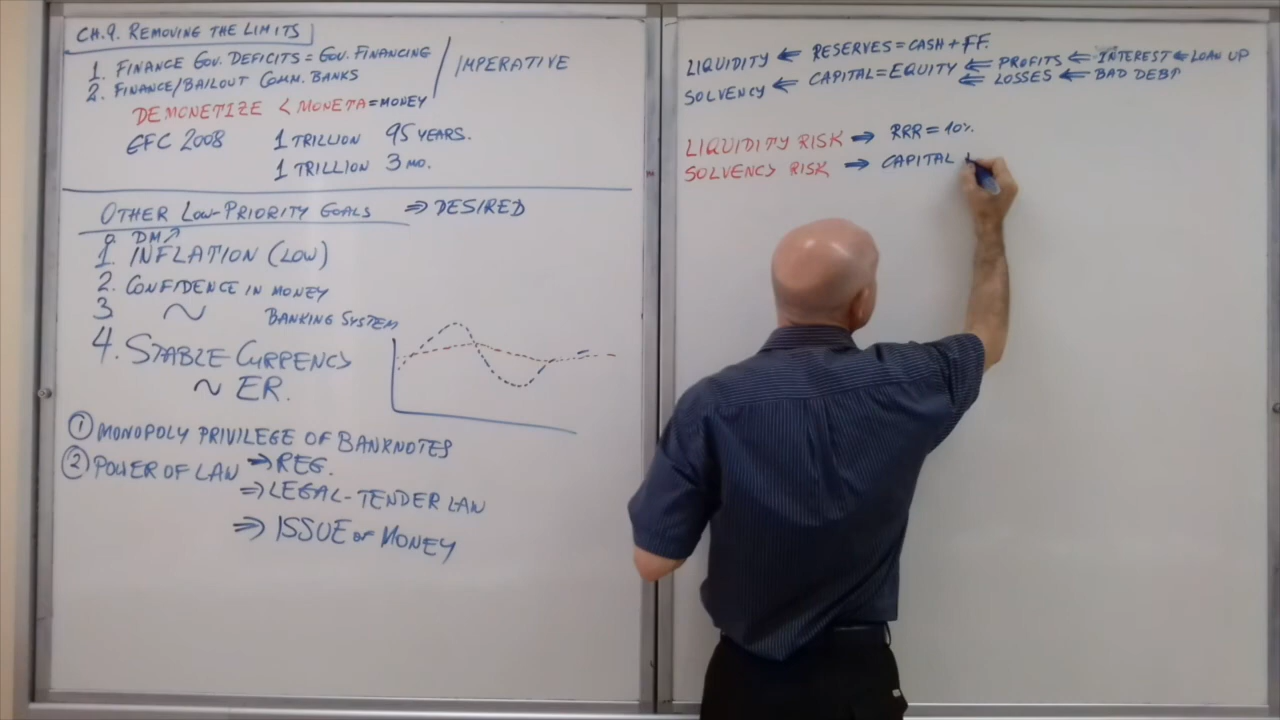 CH.9. REMOVING THE LIMITS
1. FINANCE GOV. DEFICITS = GOV. FINANCING
2. FINANCE/BAILOUT COMM. BANKS
IMPERATIVE
DEMONETIZE < MONETA = MONEY
1 TRILLION 95 YEARS.
1 TRILLION 3 MO.
OTHER LOW-PRIORITY GOALS ⇒ DESIRED
0. DM↗
1. INFLATION (LOW)
2. CONFIDENCE IN MONEY
3 ~ BANKING SYSTEM
4. STABLE CURRENCY
~ ER.
① MONOPOLY PRIVILEGE OF BANKNOTES
② POWER OF LAW ⇒ REG.
⇒ LEGAL-TENDER LAW
⇒ ISSUE OF MONEY
LIQUIDITY ⇐ RESERVES = CASH + FF.
SOLVENCY ⇐ CAPITAL = EQUITY ⇐ PROFITS ⇐ INTEREST ⇐ LOAN UP
⇐ LOSSES ⇐ BAD DEBT
LIQUIDITY RISK ⇒ RRR = 10%.
SOLVENCY RISK ⇒ CAPITAL